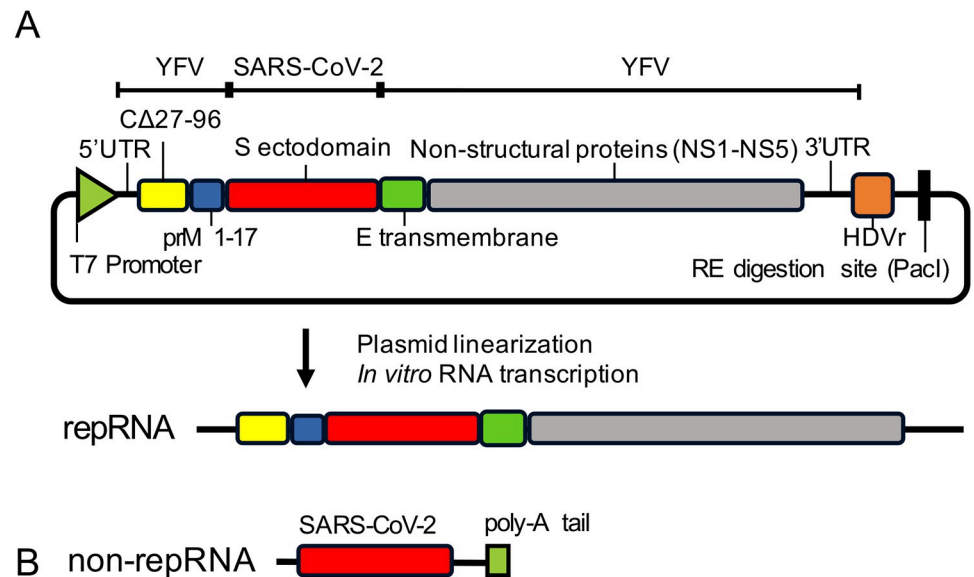 A
YFV SARS-CoV-2 YFV
CΔ27-96
5'UTR S ectodomain Non-structural proteins (NS1-NS5) 3'UTR
prM 1-17 E transmembrane HDVr
T7 Promoter RE digestion site (PacI)
Plasmid linearization
In vitro RNA transcription
repRNA
SARS-CoV-2 poly-A tail
B non-repRNA